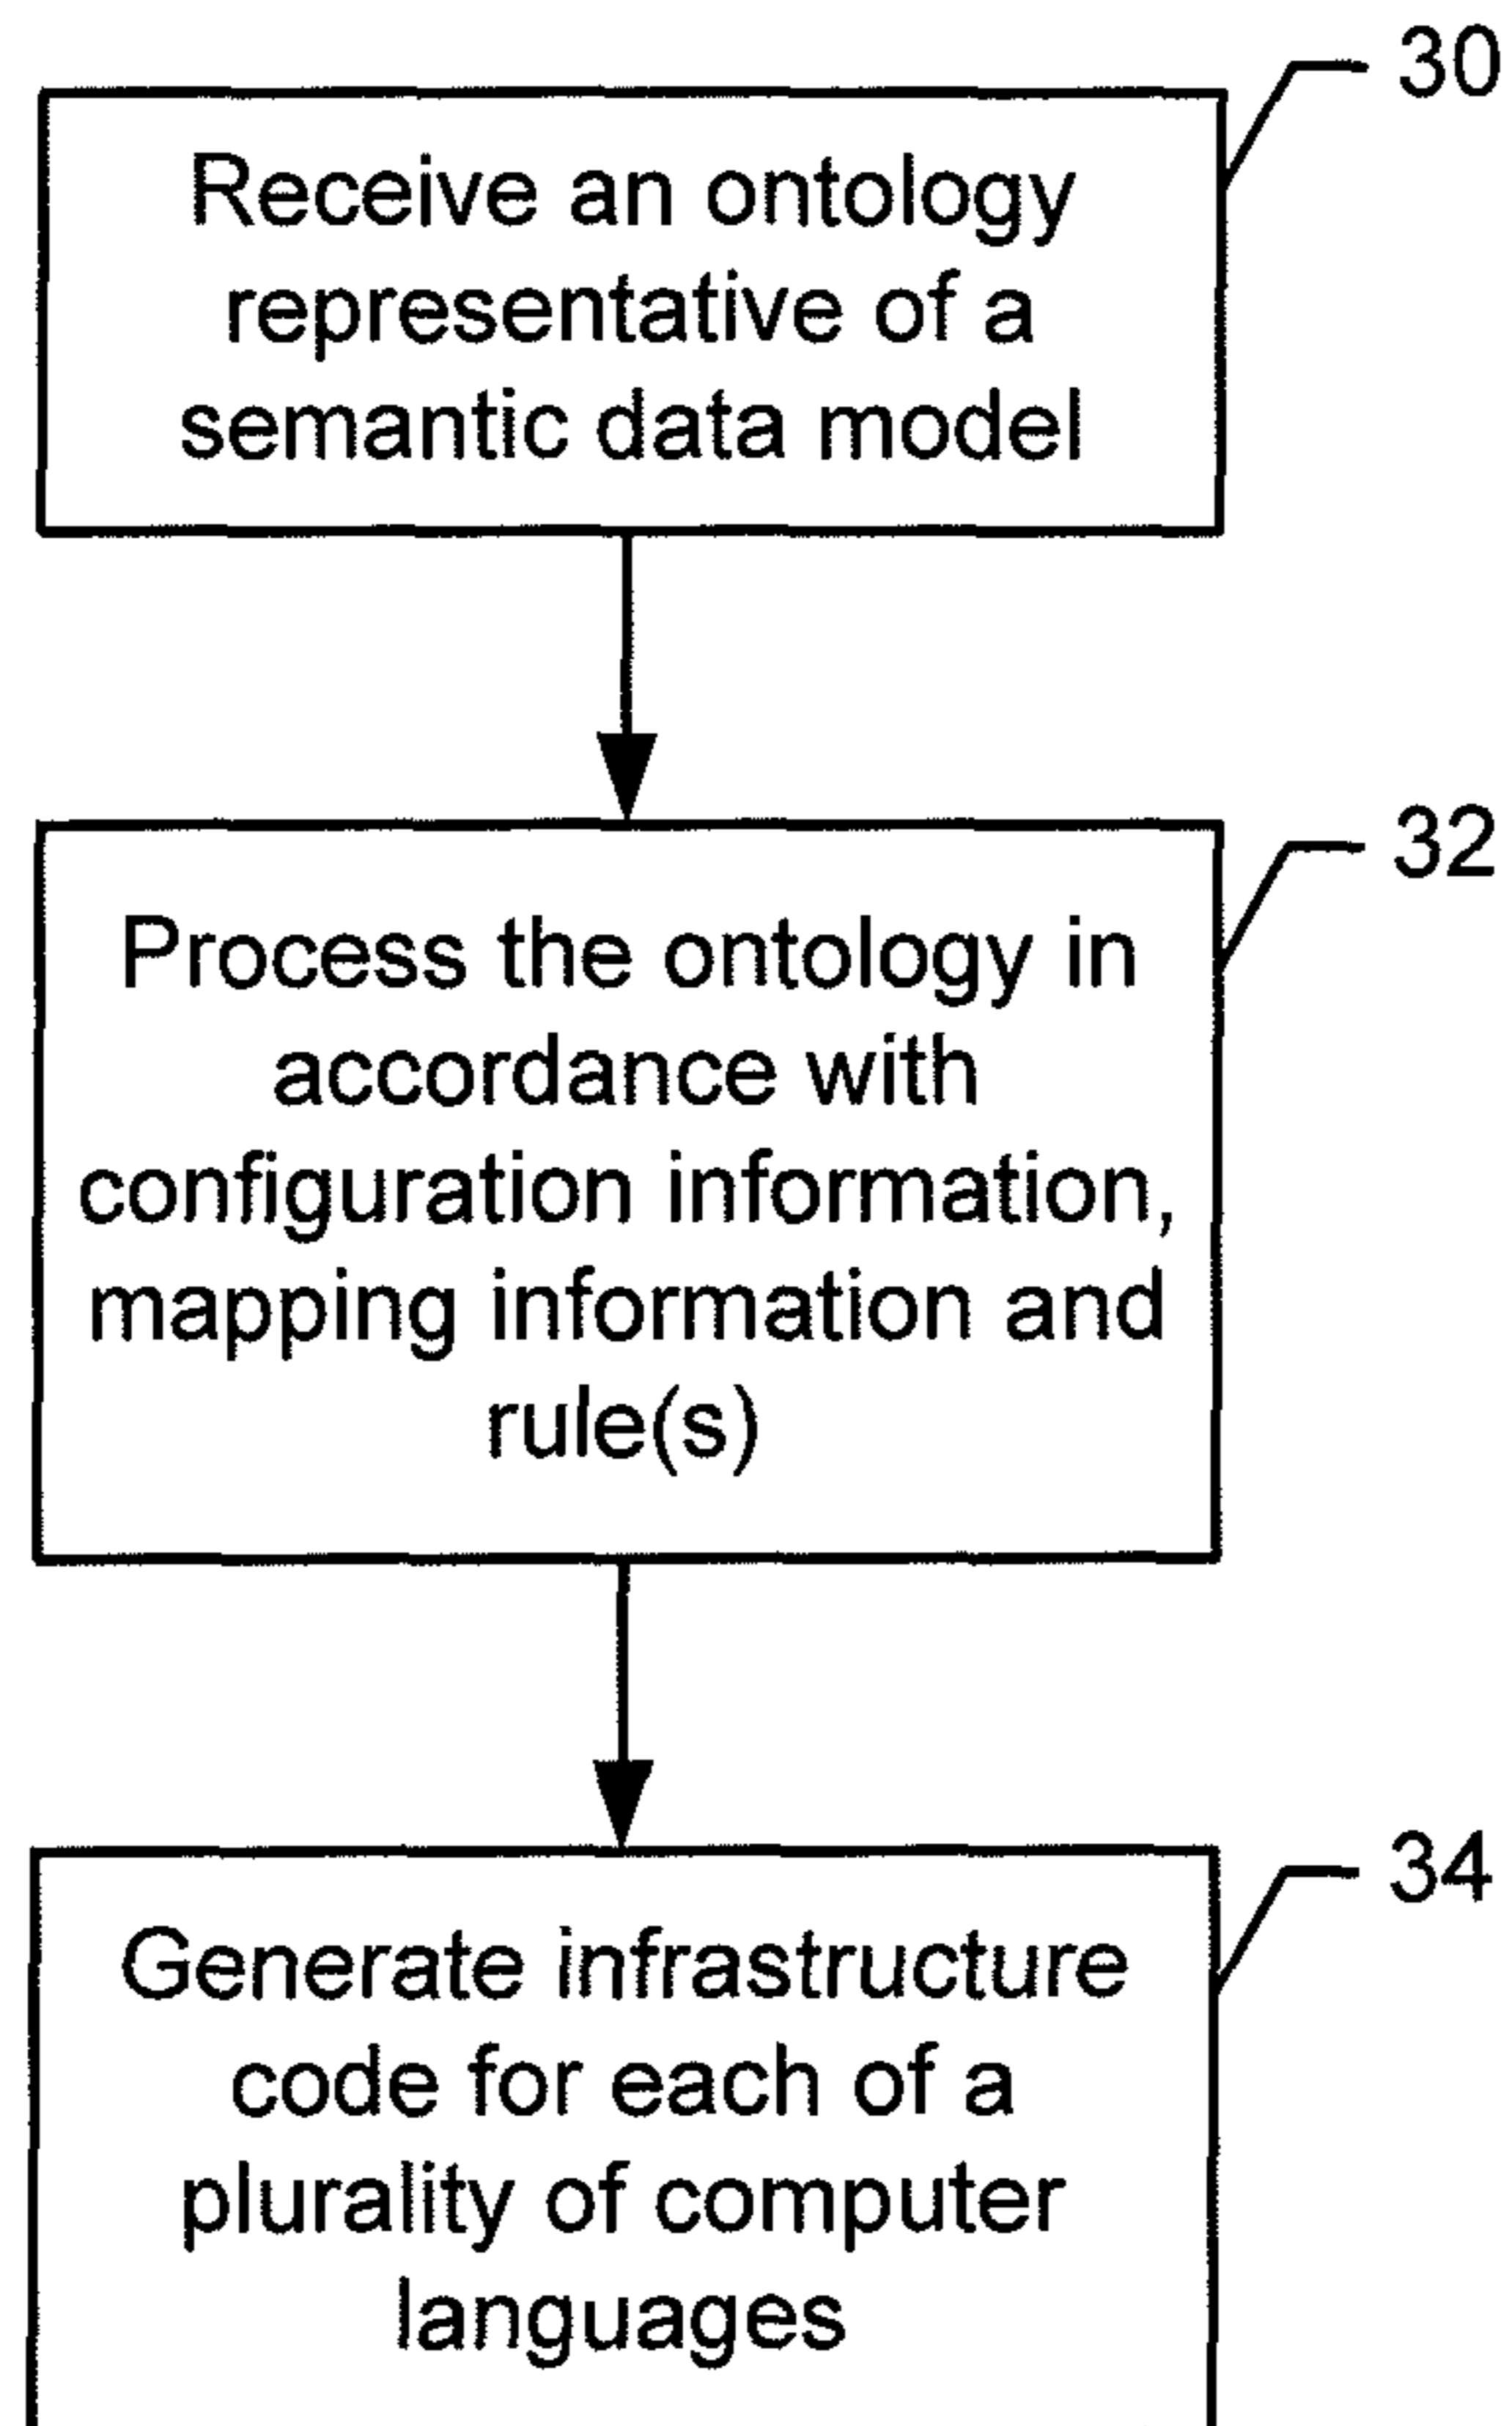 30
Receive an ontology
representative of a
semantic data model
32
Process the ontology in
accordance with
configuration information,
mapping information and
rule(s)
34
Generate infrastructure
code for each of a
plurality of computer
languages